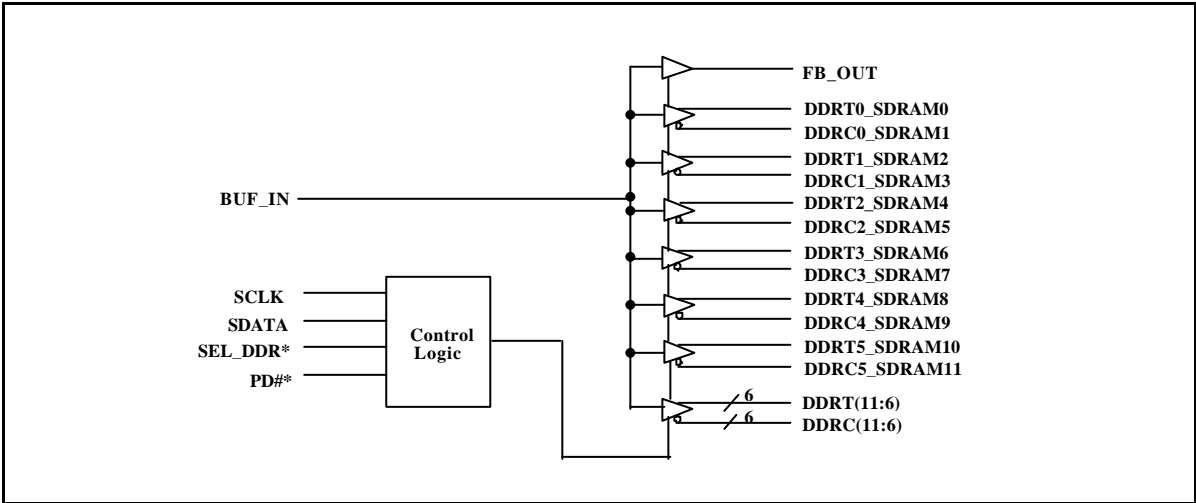 FB_OUT
DDRT0_SDRAM0
DDRC0_SDRAM1
DDRT1_SDRAM2
DDRC1_SDRAM3
BUF_IN
DDRT2_SDRAM4
DDRC2_SDRAM5
DDRT3_SDRAM6
DDRC3_SDRAM7
SCLK
SDATA
SEL_DDR*
PD#*
Control
Logic
DDRT4_SDRAM8
DDRC4_SDRAM9
DDRT5_SDRAM10
DDRC5_SDRAM11
6
DDRT(11:6)
6
DDRC(11:6)